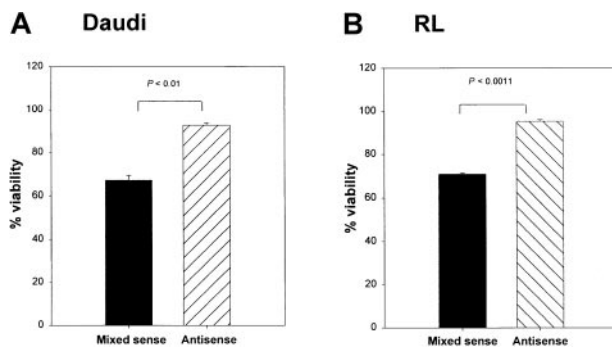 A Daudi
P < 0.01
% viability
120
100
80
60
40
20
0
Mixed sense Antisense
B RL
P < 0.0011
% viability
120
100
80
60
40
20
0
Mixed sense Antisense